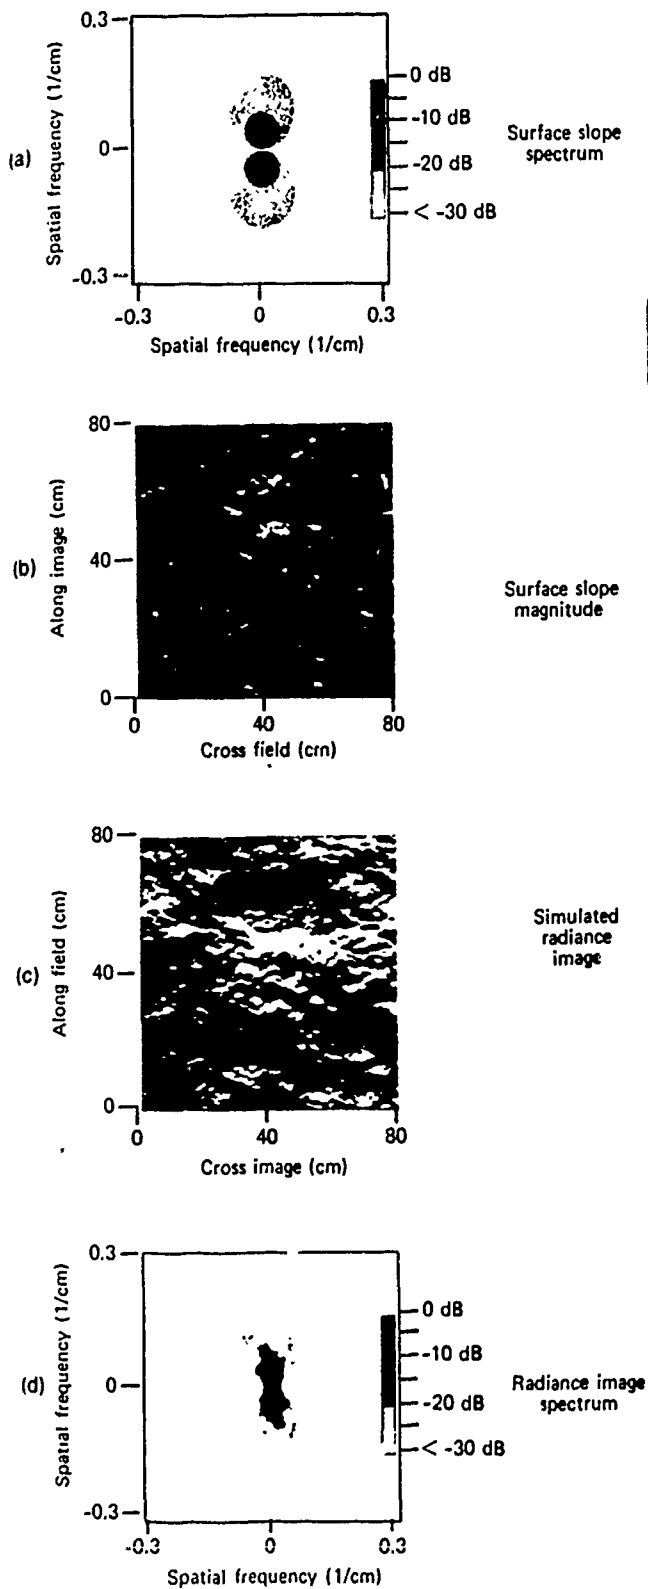 0.3
0
-0.3
Spatial frequency (1/cm)
(a)
-0.3 0 0.3
Spatial frequency (1/cm)
0 dB
-10 dB
-20 dB
< -30 dB
Surface slope
spectrum
80
40
0
Along image (cm)
(b)
0 40 80
Cross field (cm)
Surface slope
magnitude
80
40
0
Along field (cm)
(c)
0 40 80
Cross image (cm)
Simulated
radiance
image
0.3
0
-0.3
Spatial frequency (1/cm)
(d)
-0.3 0 0.3
Spatial frequency (1/cm)
0 dB
-10 dB
-20 dB
< -30 dB
Radiance image
spectrum